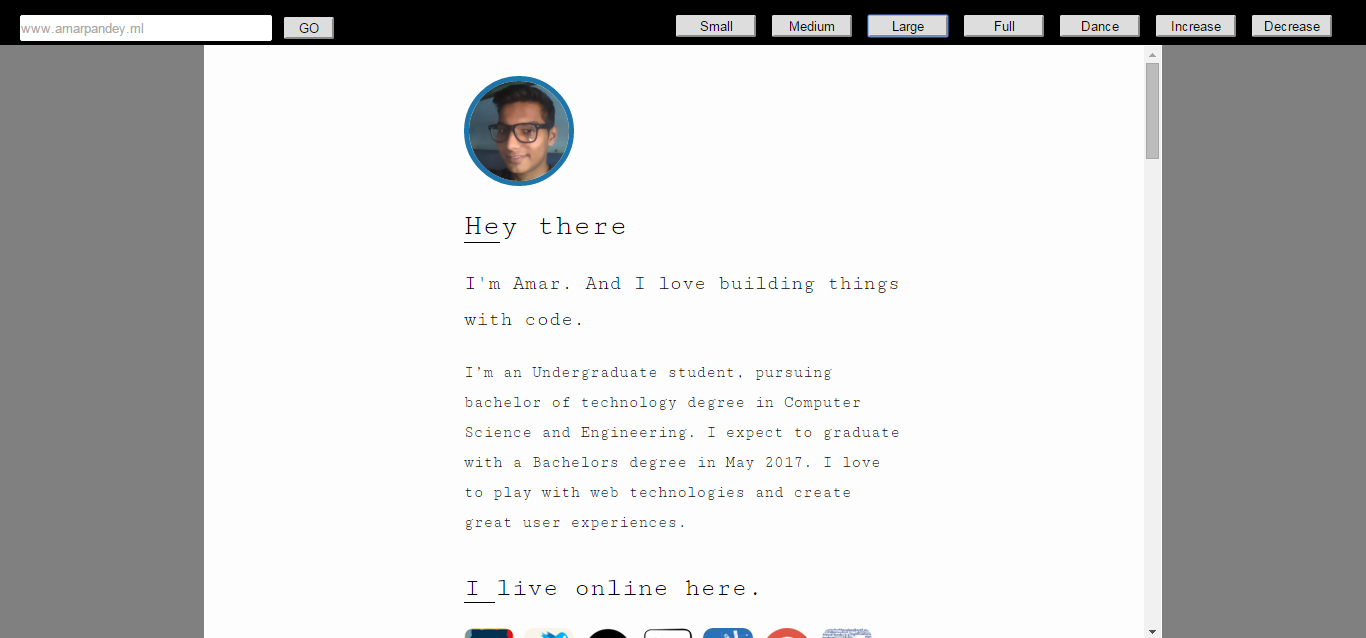 www.amarpandey.ml GO Small Medium Large Full Dance Increase Decrease
Hey there
I'm Amar. And I love building things
with code.
I'm an Undergraduate student, pursuing
bachelor of technology degree in Computer
Science and Engineering. I expect to graduate
with a Bachelors degree in May 2017. I love
to play with web technologies and create
great user experiences.
I live online here.